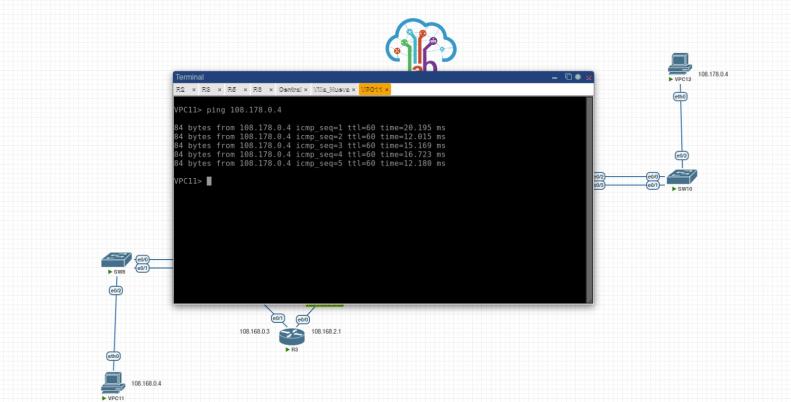 108.178.0.4
VPC12
eth0
e0/2
e0/2
e0/0
e0/3
e0/1
SW10
Terminal
R2 × R3 × R5 × R6 × Central × Villa_Nueva × VPC11 ×
VPC11> ping 108.178.0.4
84 bytes from 108.178.0.4 icmp_seq=1 ttl=60 time=20.195 ms
84 bytes from 108.178.0.4 icmp_seq=2 ttl=60 time=12.015 ms
84 bytes from 108.178.0.4 icmp_seq=3 ttl=60 time=15.169 ms
84 bytes from 108.178.0.4 icmp_seq=4 ttl=60 time=16.723 ms
84 bytes from 108.178.0.4 icmp_seq=5 ttl=60 time=12.180 ms
VPC11>
e0/0
e0/1
e0/2
e0/1
e0/0
108.168.0.3
108.168.2.1
R3
eth0
108.168.0.4
VPC11